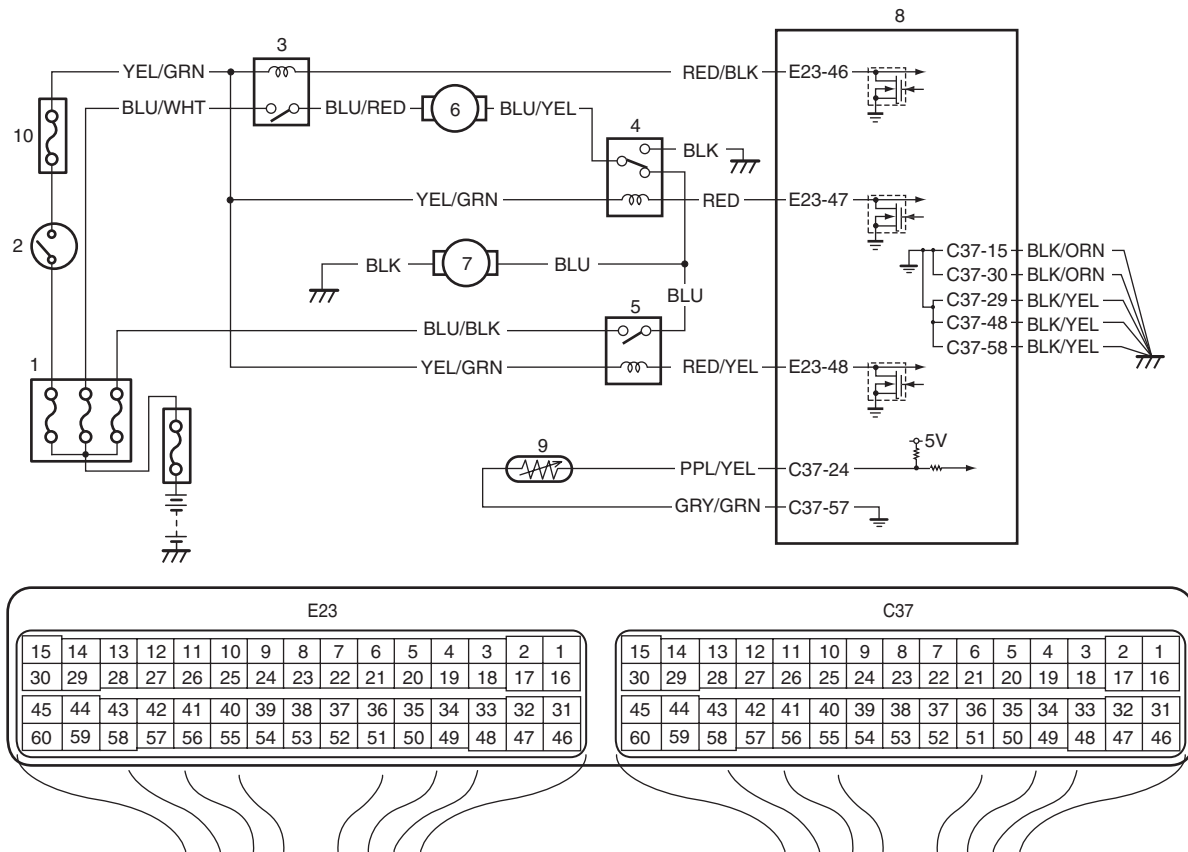 8
3
YEL/GRN RED/BLK E23-46
BLU/WHT BLU/RED 6 BLU/YEL
10 4
BLK
YEL/GRN RED E23-47
2
C37-15 BLK/ORN
BLK 7 BLU
C37-30 BLK/ORN
BLU
C37-29 BLK/YEL
5
BLU/BLK
C37-48 BLK/YEL
C37-58 BLK/YEL
1
YEL/GRN RED/YEL E23-48
5V
9
PPL/YEL C37-24
GRY/GRN C37-57
E23 C37
15 14 13 12 11 10 9 8 7 6 5 4 3 2 1 15 14 13 12 11 10 9 8 7 6 5 4 3 2 1
30 29 28 27 26 25 24 23 22 21 20 19 18 17 16 30 29 28 27 26 25 24 23 22 21 20 19 18 17 16
45 44 43 42 41 40 39 38 37 36 35 34 33 32 31 45 44 43 42 41 40 39 38 37 36 35 34 33 32 31
60 59 58 57 56 55 54 53 52 51 50 49 48 47 46 60 59 58 57 56 55 54 53 52 51 50 49 48 47 46